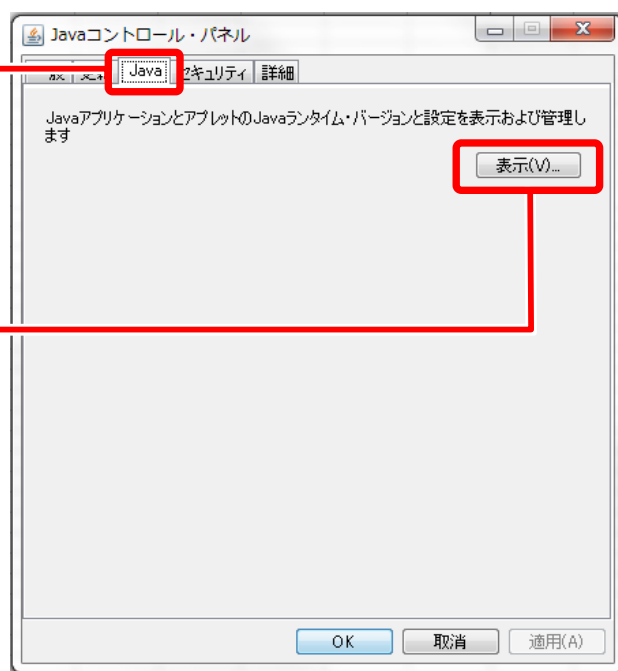 Javaコントロール・パネル
Java セキュリティ 詳細
JavaアプリケーションとアプレットのJavaランタイム・バージョンと設定を表示および管理し
ます
表示(V)...
OK 取消 適用(A)